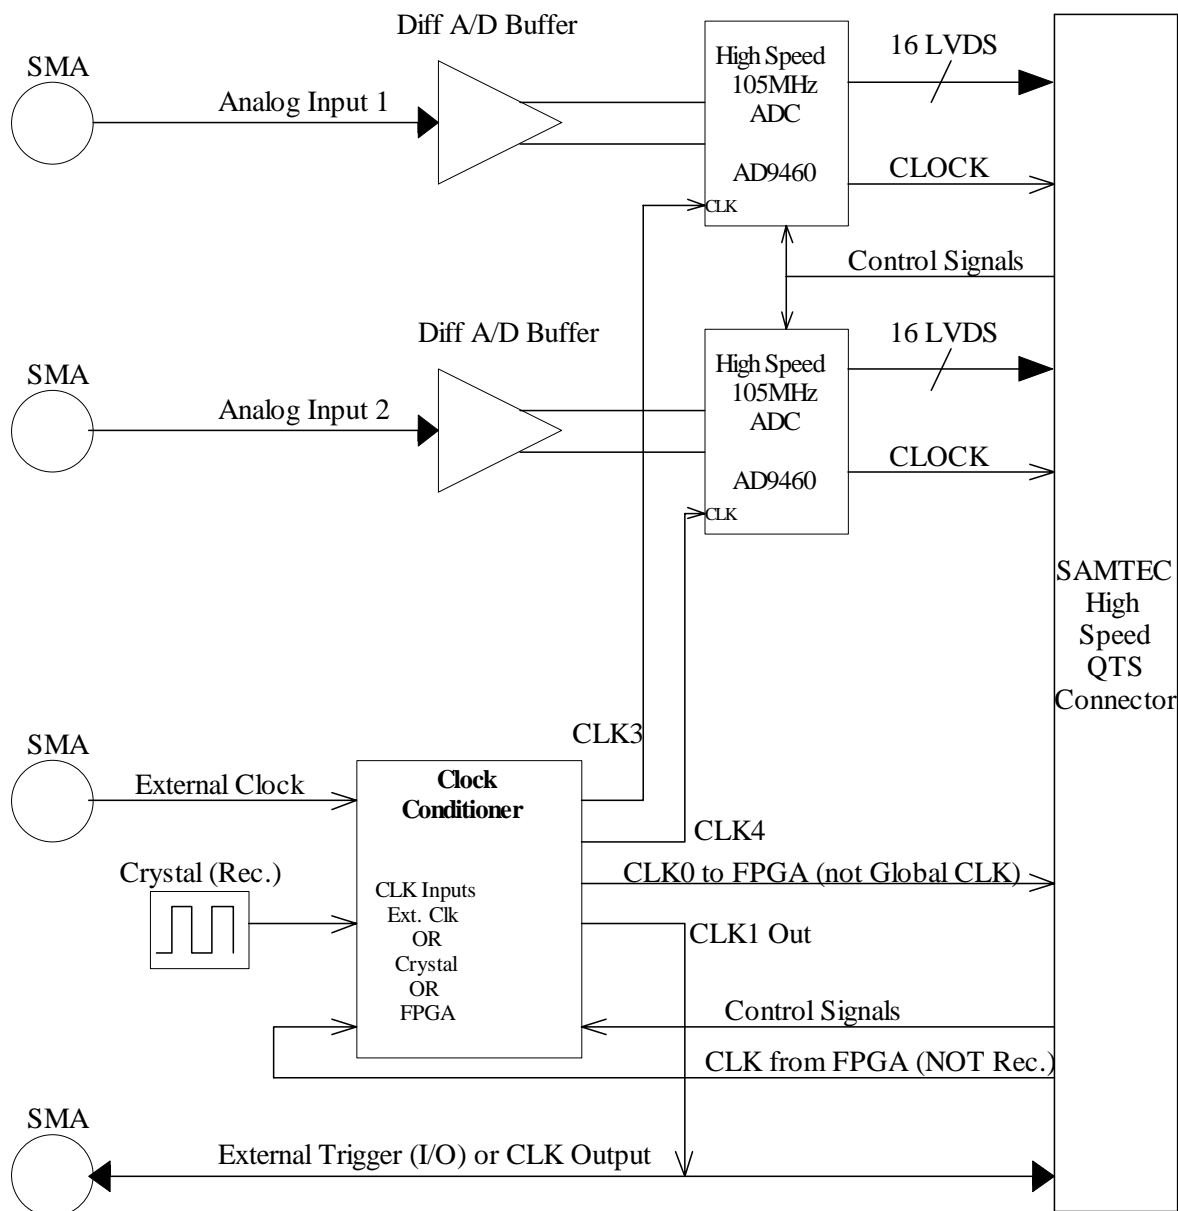 Diff A/D Buffer
SMA
Analog Input 1
High Speed
105MHz
ADC
AD9460
CLK
16 LVDS
CLOCK
Control Signals
Diff A/D Buffer
SMA
Analog Input 2
High Speed
105MHz
ADC
AD9460
CLK
16 LVDS
CLOCK
SAMTEC
High
Speed
QTS
Connector
CLK3
SMA
External Clock
Clock
Conditioner
CLK4
Crystal (Rec.)
CLK Inputs
Ext. Clk
OR
Crystal
OR
FPGA
CLK0 to FPGA (not Global CLK)
CLK1 Out
Control Signals
CLK from FPGA (NOT Rec.)
SMA
External Trigger (I/O) or CLK Output